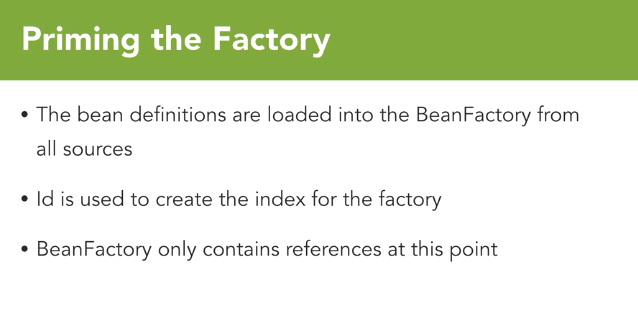 Priming the Factory
• The bean definitions are loaded into the BeanFactory from
all sources
• Id is used to create the index for the factory
• BeanFactory only contains references at this point